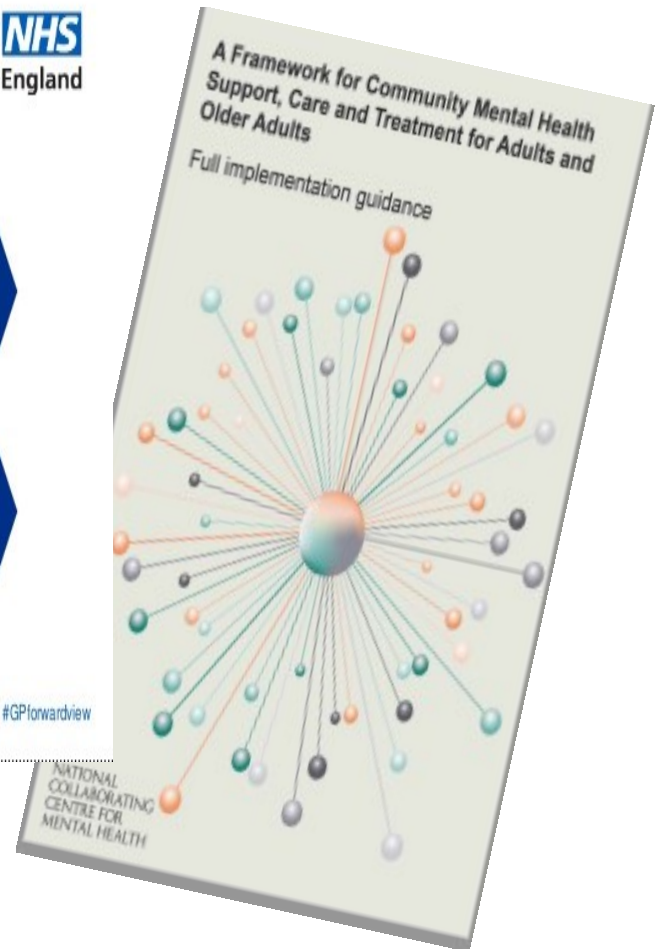 NHS
England
A Framework for Community Mental Health
Support, Care and Treatment for Adults and
Older Adults
Full implementation guidance
#GPforwardview
NATIONAL
COLLABORATING
CENTRE FOR
MENTAL HEALTH